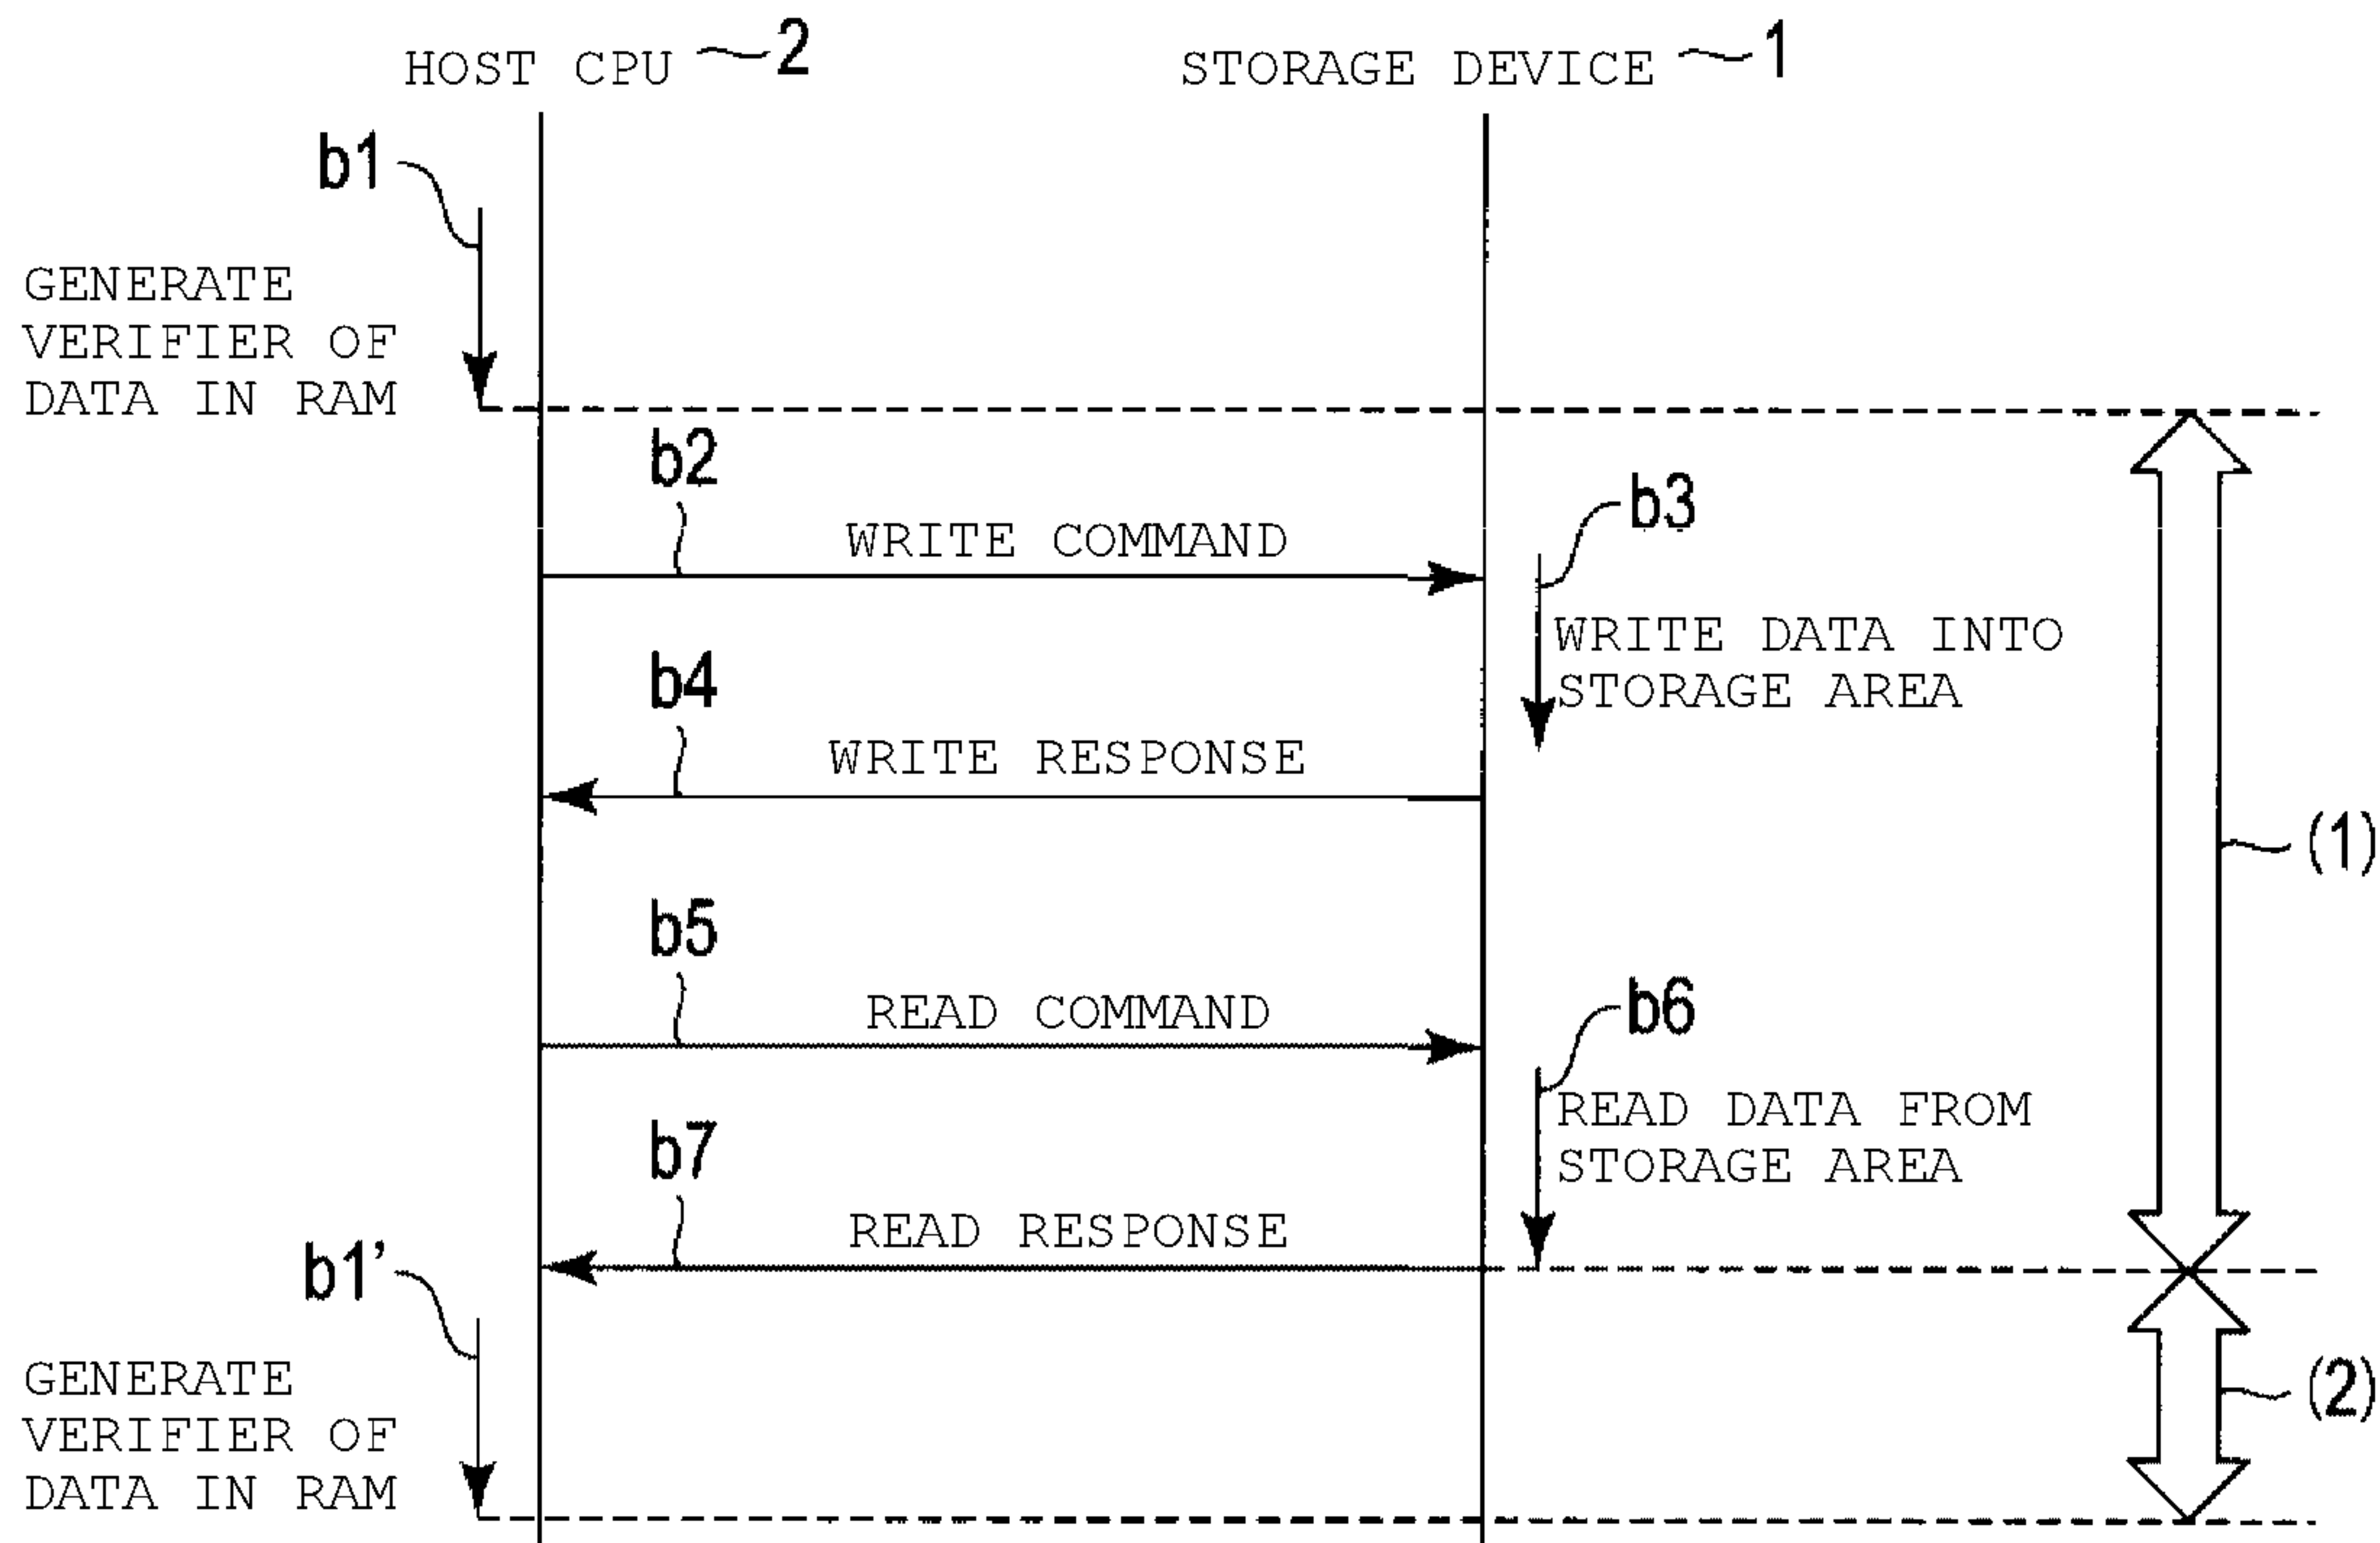 HOST CPU 2
STORAGE DEVICE 1
b1
GENERATE
VERIFIER OF
DATA IN RAM
b2
WRITE COMMAND
b3
WRITE DATA INTO
STORAGE AREA
b4
WRITE RESPONSE
(1)
b5
READ COMMAND
b6
READ DATA FROM
STORAGE AREA
b7
READ RESPONSE
b1’
GENERATE
VERIFIER OF
DATA IN RAM
(2)